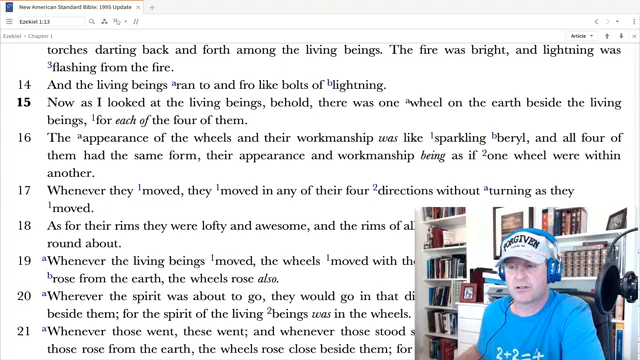 New American Standard Bible: 1995 Update
Ezekiel 1:13
Ezekiel › Chapter 1
Article
torches darting back and forth among the living beings. The fire was bright, and lightning was
3flashing from the fire.
14 And the living beings aran to and fro like bolts of blightning.
15 Now as I looked at the living beings, behold, there was one awheel on the earth beside the living
beings, 1for each of the four of them.
16 The aappearance of the wheels and their workmanship was like 1sparkling bberyl, and all four of
them had the same form, their appearance and workmanship being as if 2one wheel were within
another.
17 Whenever they 1moved, they 1moved in any of their four 2directions without aturning as they
1moved.
18 As for their rims they were lofty and awesome, and the rims of all
round about.
19 aWhenever the living beings 1moved, the wheels 1moved with the
brose from the earth, the wheels rose also.
20 aWherever the spirit was about to go, they would go in that di
beside them; for the spirit of the living 2beings was in the wheels.
21 aWhenever those went, these went; and whenever those stood s
those rose from the earth, the wheels rose close beside them; for
FORGIVEN
2+2=4